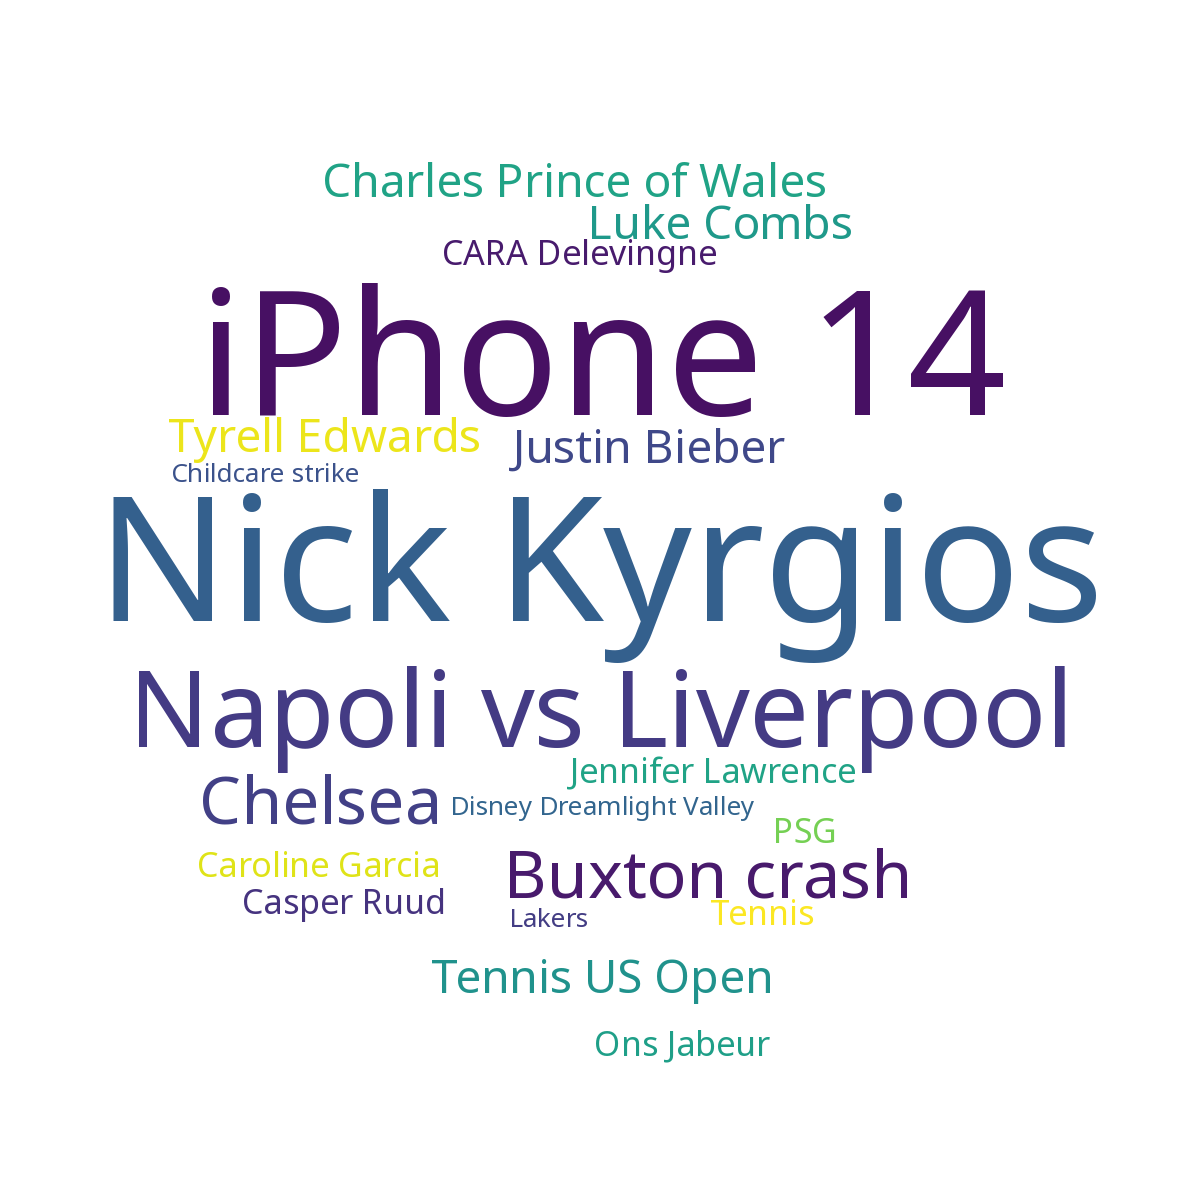 Charles Prince of Wales
Luke Combs
CARA Delevingne
iPhone 14
Tyrell Edwards
Justin Bieber
Childcare strike
Nick Kyrgios
Napoli vs Liverpool
Jennifer Lawrence
Chelsea
Disney Dreamlight Valley
PSG
Caroline Garcia
Buxton crash
Casper Ruud
Lakers
Tennis
Tennis US Open
Ons Jabeur